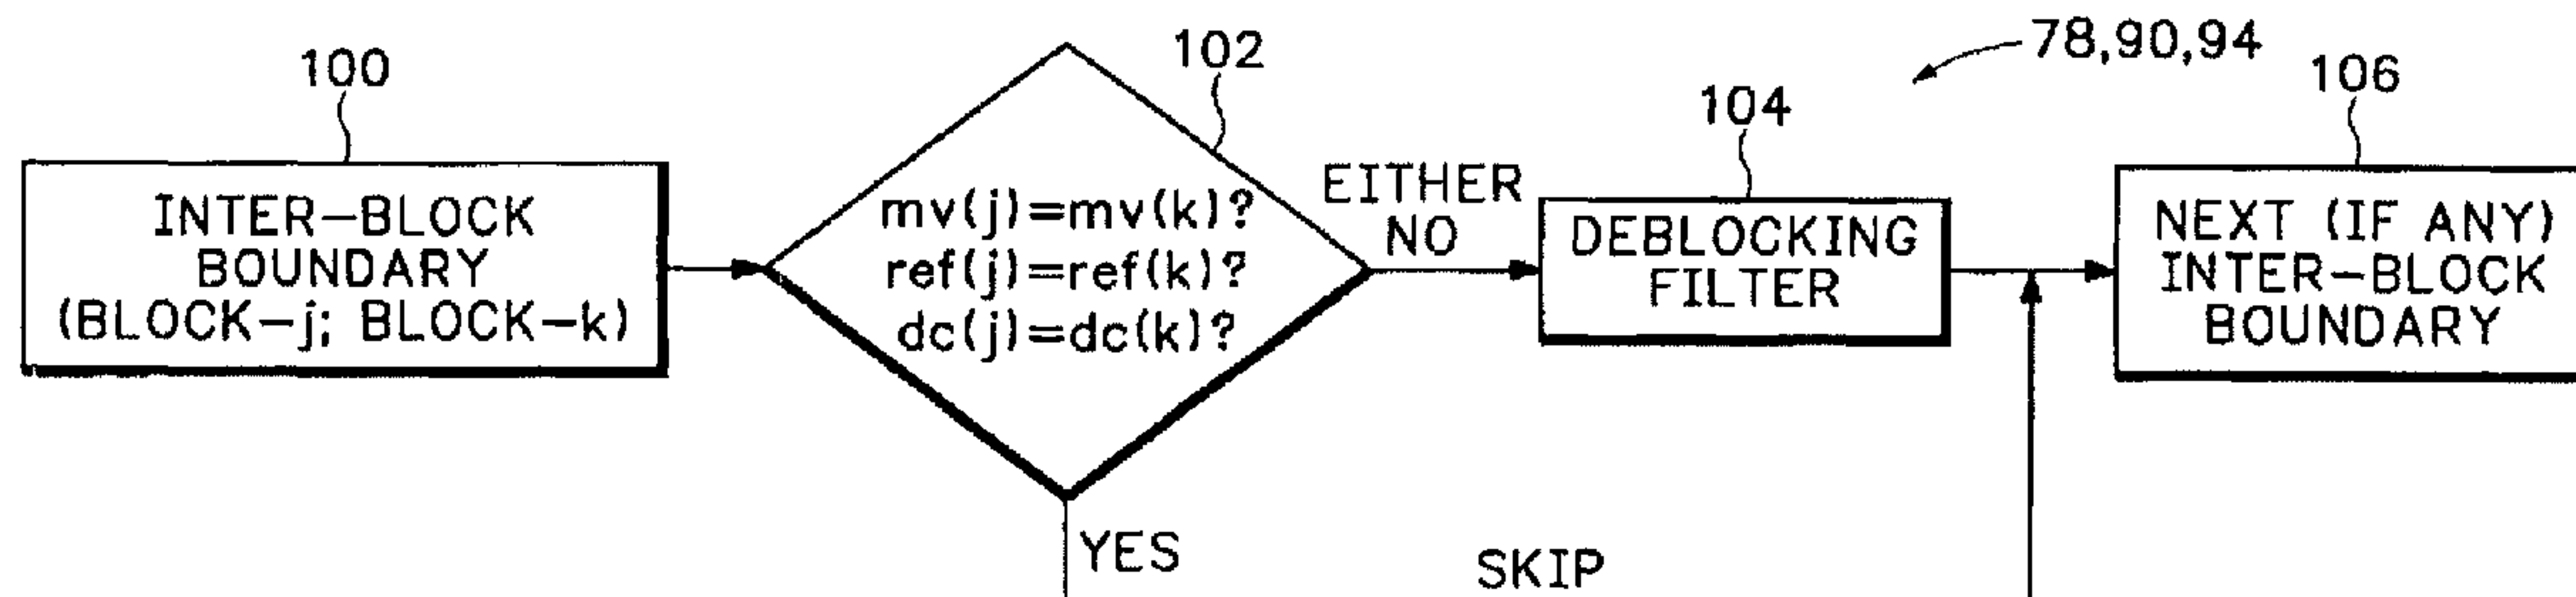 100
INTER-BLOCK
BOUNDARY
(BLOCK-j; BLOCK-k)
102
mv(j)=mv(k)?
ref(j)=ref(k)?
dc(j)=dc(k)?
EITHER
NO
YES
104
DEBLOCKING
FILTER
SKIP
78,90,94
106
NEXT (IF ANY)
INTER-BLOCK
BOUNDARY